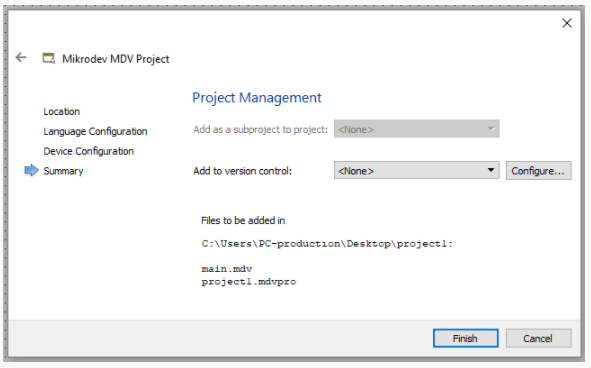 Mikrodev MDV Project
Location
Language Configuration
Device Configuration
Summary
Project Management
Add as a subproject to project: <None>
Add to version control: <None> Configure...
Files to be added in
C:\Users\PC-production\Desktop\project1:
main.mdv
project1.mdvpro
Finish Cancel